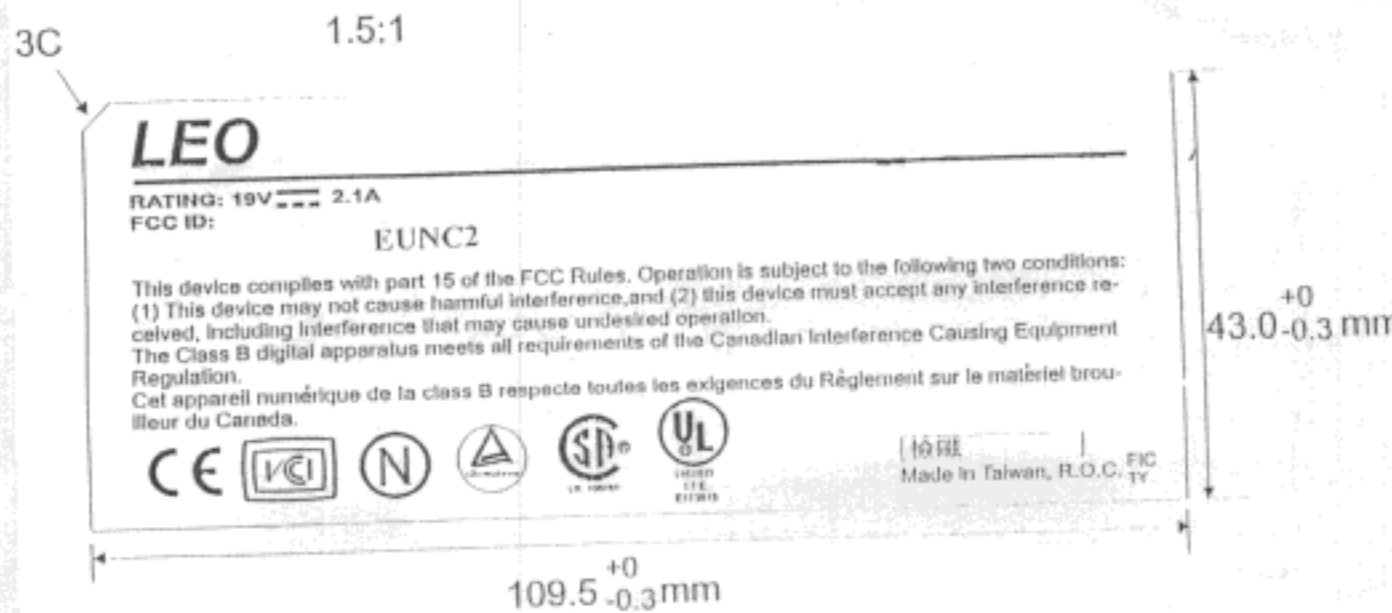 3C
1.5:1
LEO
RATING: 19V 2.1A
FCC ID:
EUNC2
This device complies with part 15 of the FCC Rules. Operation is subject to the following two conditions:
(1) This device may not cause harmful interference,and (2) this device must accept any interference re-
ceived, including interference that may cause undesired operation.
The Class B digital apparatus meets all requirements of the Canadian Interference Causing Equipment
Regulation.
Cet appareil numérique de la class B respecte toutes les exigences du Règlement sur le matèriel brou-
illeur du Canada.
CE VCI N SA UL
LISTED
I.T.E.
Made in Taiwan, R.O.C. FIC
TY
+0
43.0-0.3 mm
+0
109.5-0.3 mm